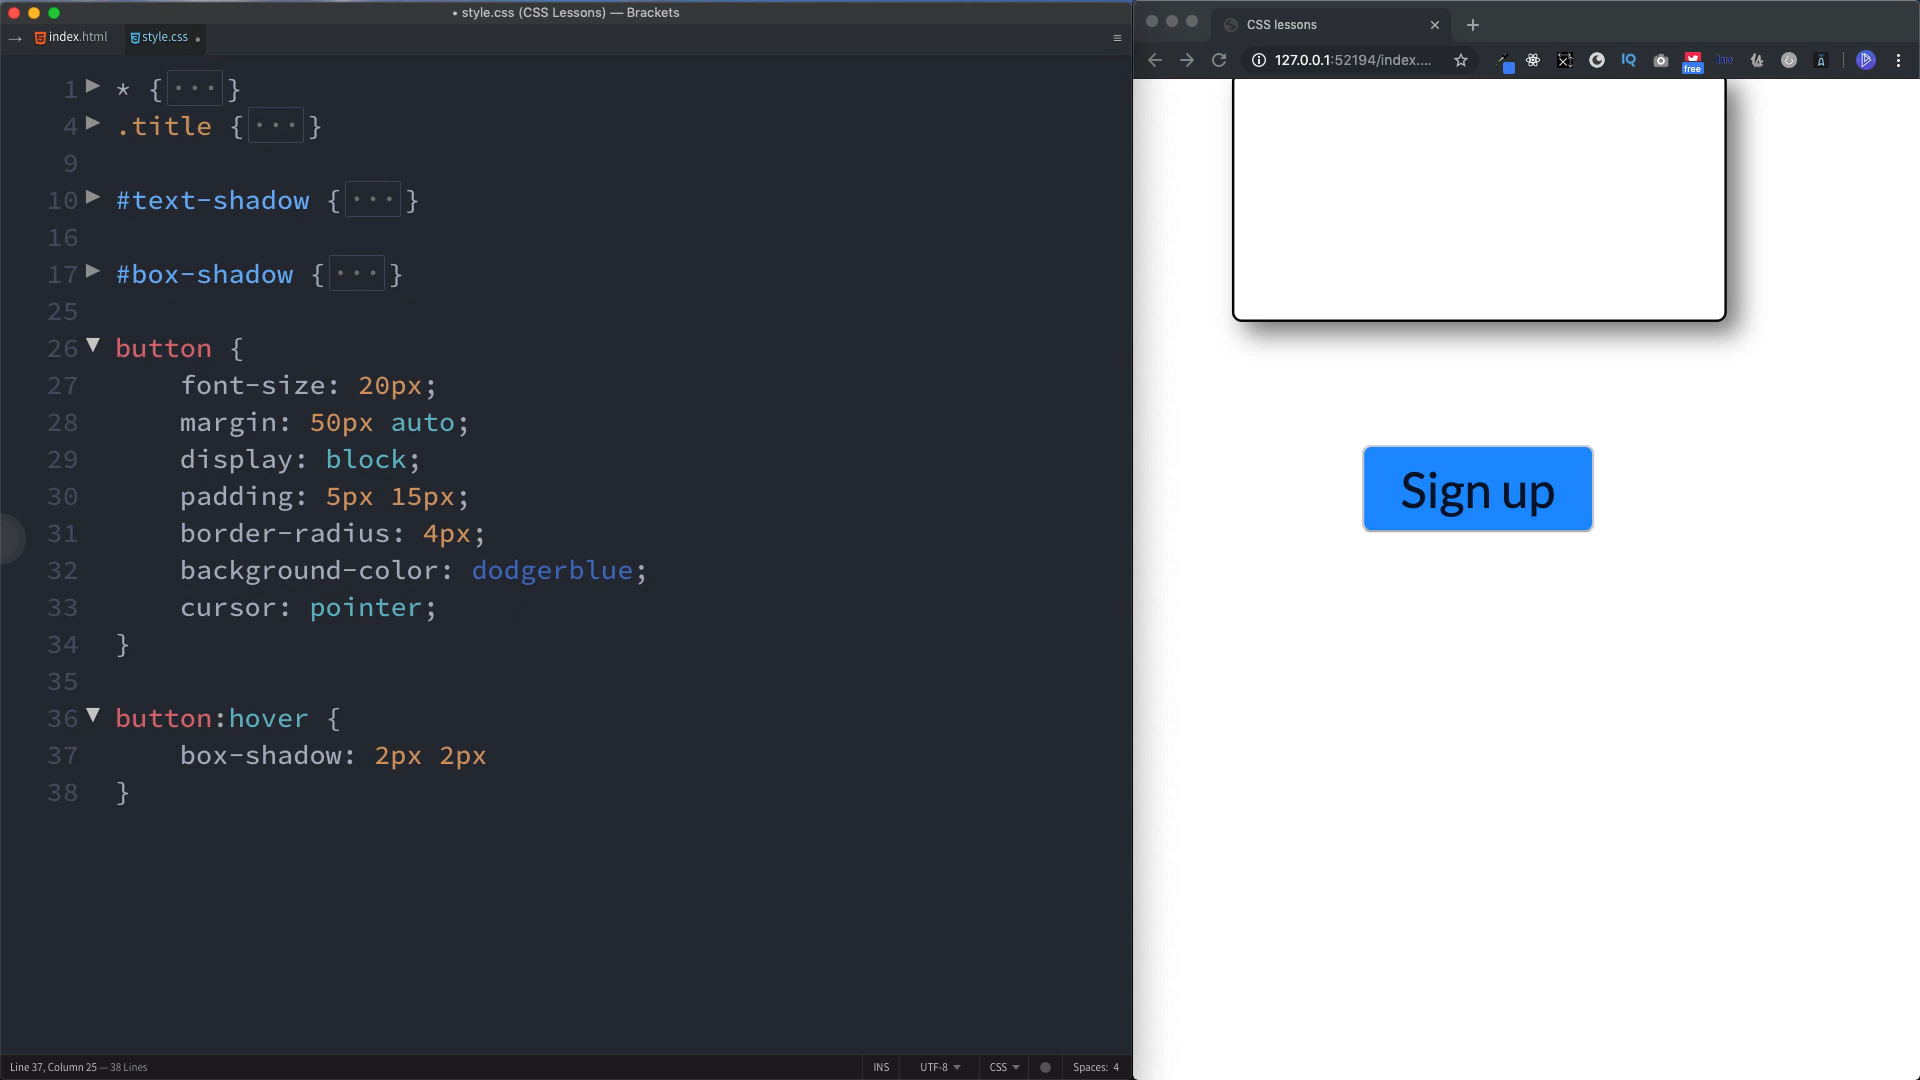 • style.css (CSS Lessons) — Brackets
index.html
style.css •
1 * { ••• }
4 .title { ••• }
9
10 #text-shadow { ••• }
16
17 #box-shadow { ••• }
25
26 button {
27 font-size: 20px;
28 margin: 50px auto;
29 display: block;
30 padding: 5px 15px;
31 border-radius: 4px;
32 background-color: dodgerblue;
33 cursor: pointer;
34 }
35
36 button:hover {
37 box-shadow: 2px 2px
38 }
Line 37, Column 25 — 38 Lines
INS
UTF-8
CSS
Spaces: 4
CSS lessons
127.0.0.1:52194/index....
IQ
free
Sign up